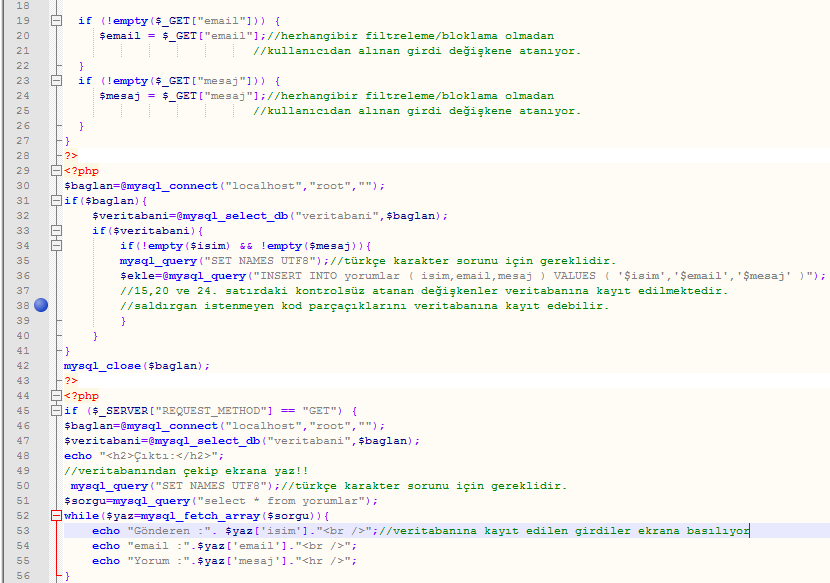 18
19 if (!empty($_GET["email"])) {
20 $email = $_GET["email"];//herhangibir filtreleme/bloklama olmadan
21 //kullanıcıdan alınan girdi değişkene atanıyor.
22 }
23 if (!empty($_GET["mesaj"])) {
24 $mesaj = $_GET["mesaj"];//herhangibir filtreleme/bloklama olmadan
25 //kullanıcıdan alınan girdi değişkene atanıyor.
26 }
27 }
28 ?>
29 <?php
30 $baglan=@mysql_connect("localhost","root","");
31 if($baglan){
32 $veritabani=@mysql_select_db("veritabani",$baglan);
33 if($veritabani){
34 if(!empty($isim) && !empty($mesaj)){
35 mysql_query("SET NAMES UTF8");//türkçe karakter sorunu için gereklidir.
36 $ekle=@mysql_query("INSERT INTO yorumlar ( isim,email,mesaj ) VALUES ( '$isim','$email','$mesaj' )");
37 //15,20 ve 24. satırdaki kontrolsüz atanan değişkenler veritabanına kayıt edilmektedir.
38 //saldırgan istenmeyen kod parçaçıklarını veritabanına kayıt edebilir.
39 }
40 }
41 }
42 mysql_close($baglan);
43 ?>
44 <?php
45 if ($_SERVER["REQUEST_METHOD"] == "GET") {
46 $baglan=@mysql_connect("localhost","root","");
47 $veritabani=@mysql_select_db("veritabani",$baglan);
48 echo "<h2>Çıktı:</h2>";
49 //veritabanından çekip ekrana yaz!!
50 mysql_query("SET NAMES UTF8");//türkçe karakter sorunu için gereklidir.
51 $sorgu=mysql_query("select * from yorumlar");
52 while($yaz=mysql_fetch_array($sorgu)){
53 echo "Gönderen :". $yaz['isim']."<br />";//veritabanına kayıt edilen girdiler ekrana basılıyor
54 echo "email :".$yaz['email']."<br />";
55 echo "Yorum :".$yaz['mesaj']."<hr />";
56 }